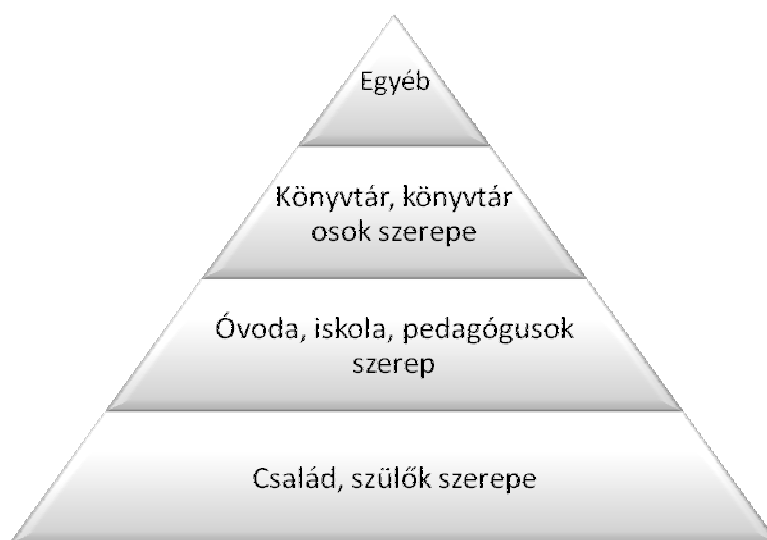 Egyéb
Könyvtár, könyvtár
osok szerepe
Óvoda, iskola, pedagógusok
szerep
Család, szülők szerepe